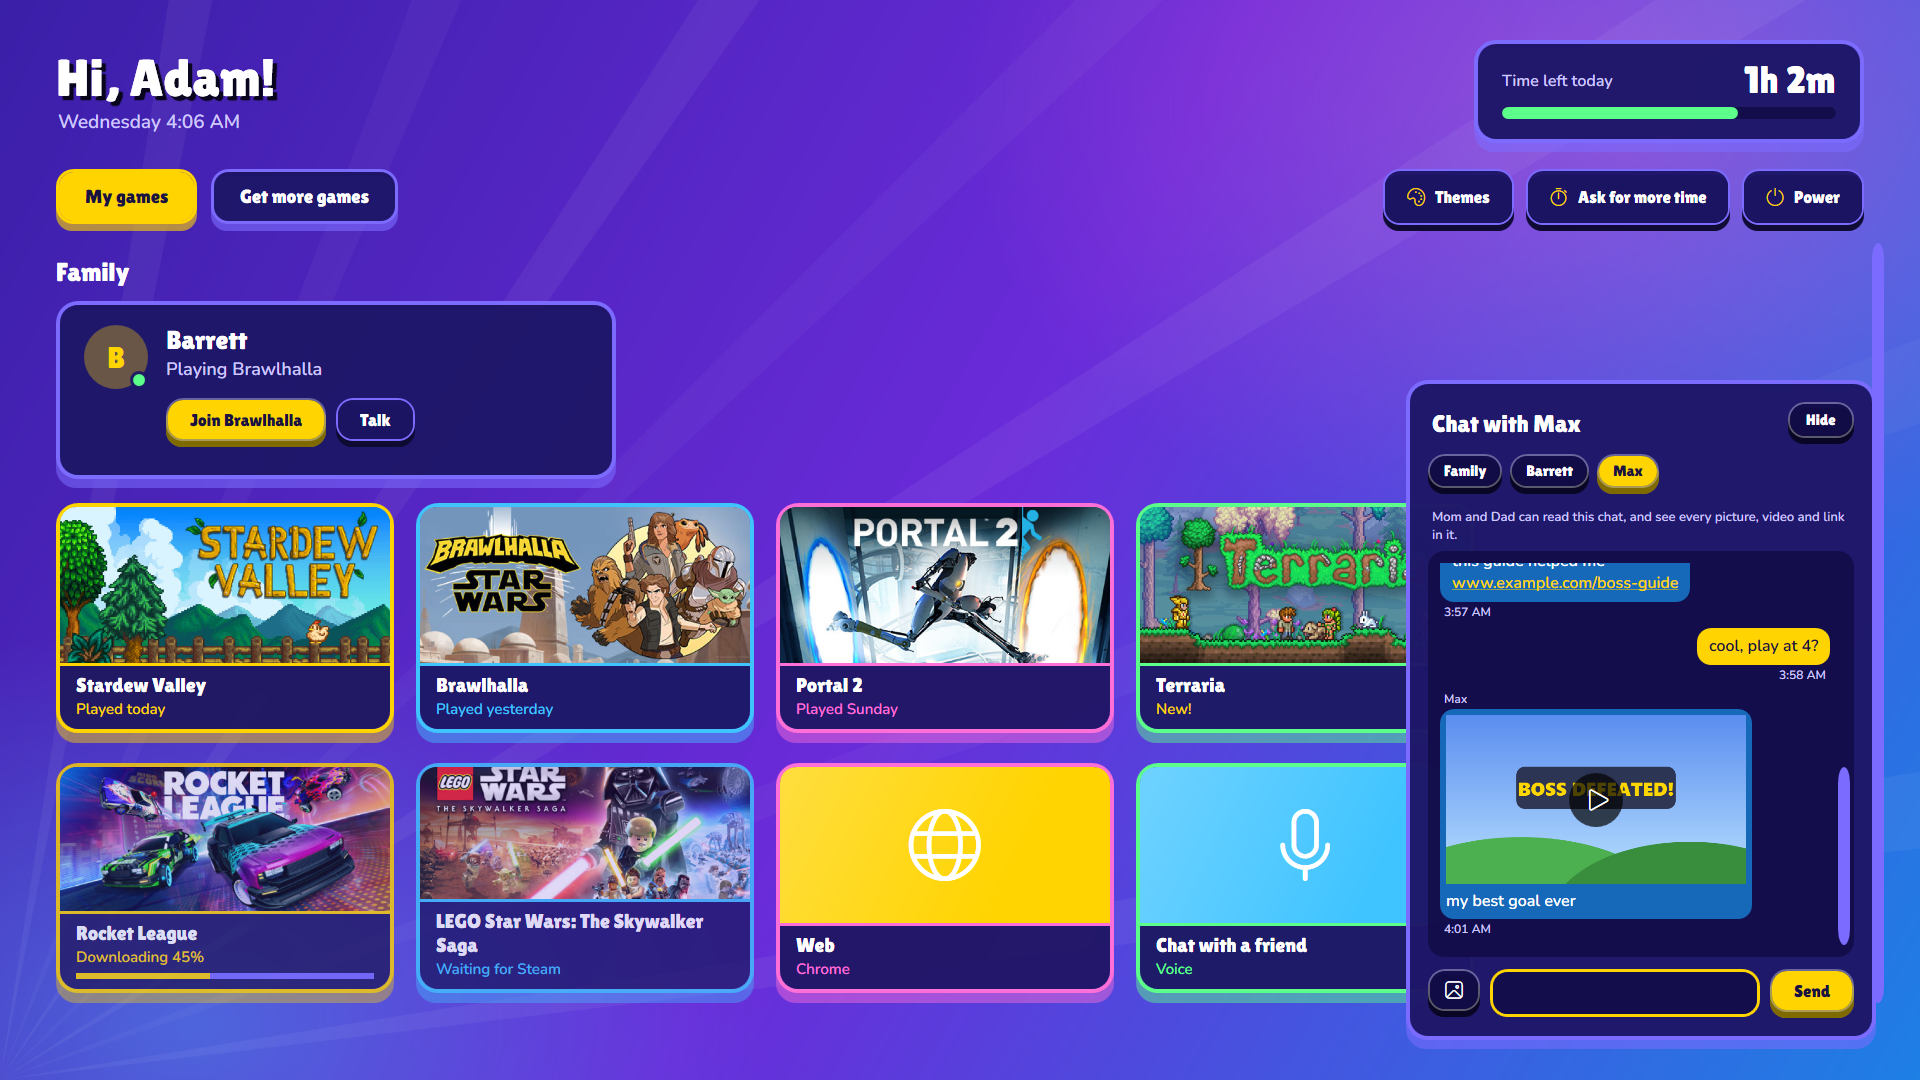 Hi, Adam!
Wednesday 4:06 AM
Time left today
1h 2m
My games
Get more games
Themes
Ask for more time
Power
Family
B
Barrett
Playing Brawlhalla
Join Brawlhalla
Talk
STARDEW
VALLEY
Stardew Valley
Played today
BRAWLHALLA
STAR
WARS
Brawlhalla
Played yesterday
PORTAL 2
Portal 2
Played Sunday
Terraria
Terraria
New!
ROCKET
LEAGUE
Rocket League
Downloading 45%
LEGO
STAR
WARS
THE SKYWALKER SAGA
LEGO Star Wars: The Skywalker
Saga
Waiting for Steam
Web
Chrome
Chat with a friend
Voice
Chat with Max
Hide
Family
Barrett
Max
Mom and Dad can read this chat, and see every picture, video and link
in it.
this guide helped me
www.example.com/boss-guide
3:57 AM
cool, play at 4?
3:58 AM
Max
BOSS DEFEATED!
my best goal ever
4:01 AM
Send